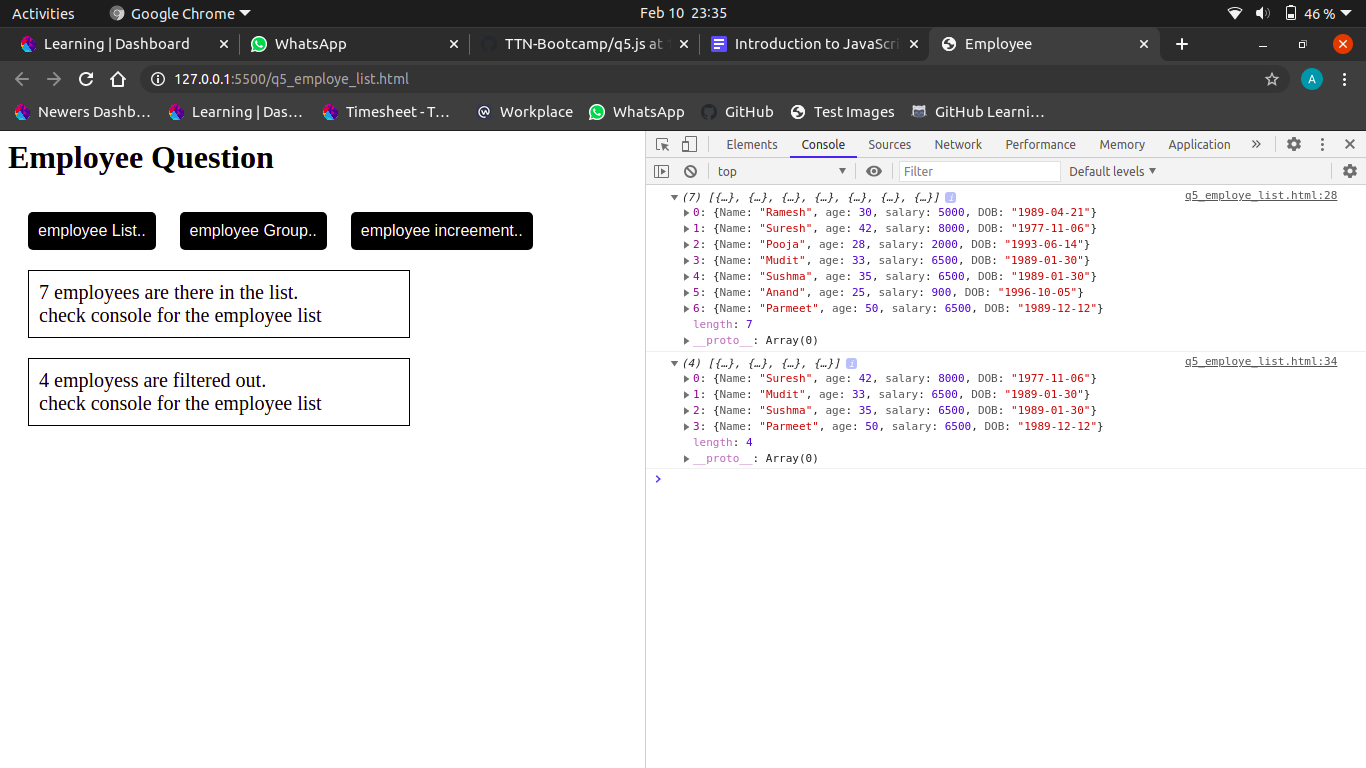 Activities Google Chrome Feb 10 23:35 46 %
Learning | Dashboard WhatsApp TTN-Bootcamp/q5.js at Introduction to JavaScri Employee
127.0.0.1:5500/q5_employe_list.html A
Newers Dashb… Learning | Das… Timesheet - T… Workplace WhatsApp GitHub Test Images GitHub Learni…
Employee Question
employee List.. employee Group.. employee increement..
7 employees are there in the list.
check console for the employee list
4 employess are filtered out.
check console for the employee list
Elements Console Sources Network Performance Memory Application »
top Filter Default levels
(7) [{…}, {…}, {…}, {…}, {…}, {…}, {…}] i q5_employe_list.html:28
0: {Name: "Ramesh", age: 30, salary: 5000, DOB: "1989-04-21"}
1: {Name: "Suresh", age: 42, salary: 8000, DOB: "1977-11-06"}
2: {Name: "Pooja", age: 28, salary: 2000, DOB: "1993-06-14"}
3: {Name: "Mudit", age: 33, salary: 6500, DOB: "1989-01-30"}
4: {Name: "Sushma", age: 35, salary: 6500, DOB: "1989-01-30"}
5: {Name: "Anand", age: 25, salary: 900, DOB: "1996-10-05"}
6: {Name: "Parmeet", age: 50, salary: 6500, DOB: "1989-12-12"}
length: 7
__proto__: Array(0)
(4) [{…}, {…}, {…}, {…}] i q5_employe_list.html:34
0: {Name: "Suresh", age: 42, salary: 8000, DOB: "1977-11-06"}
1: {Name: "Mudit", age: 33, salary: 6500, DOB: "1989-01-30"}
2: {Name: "Sushma", age: 35, salary: 6500, DOB: "1989-01-30"}
3: {Name: "Parmeet", age: 50, salary: 6500, DOB: "1989-12-12"}
length: 4
__proto__: Array(0)